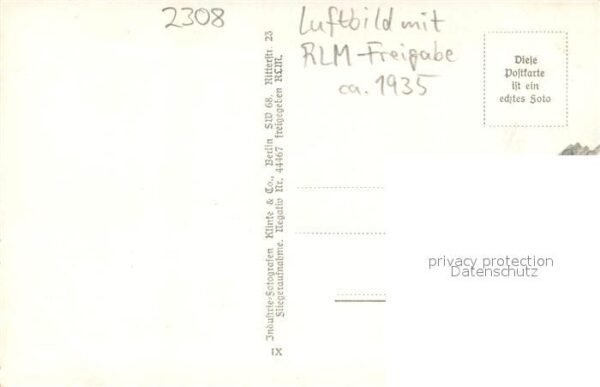 2308
Luftbild mit
RLM-Freigabe
ca. 1935
Diese
Postkarte
ist ein
echtes Foto
Industrie-Fotografen Klinke & Co., Berlin SW 68, Ritterstr. 23
Fliegeraufnahme. Negativ Nr. 44467 freigegeben RLM.
IX
privacy protection
Datenschutz